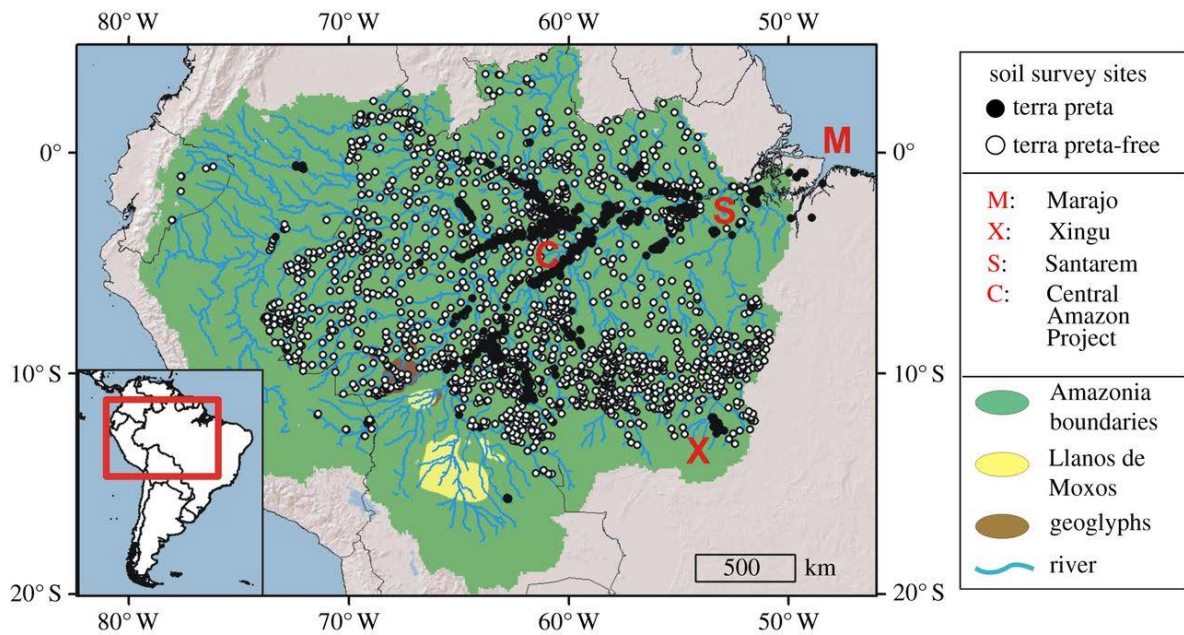 80° W 70° W 60° W 50° W
0° 0°
10° S 10° S
20° S 20° S
80° W 70° W 60° W 50° W
M
S
C
X
500 km
soil survey sites
terra preta
terra preta-free
M: Marajo
X: Xingu
S: Santarem
C: Central
Amazon
Project
Amazonia
boundaries
Llanos de
Moxos
geoglyphs
river